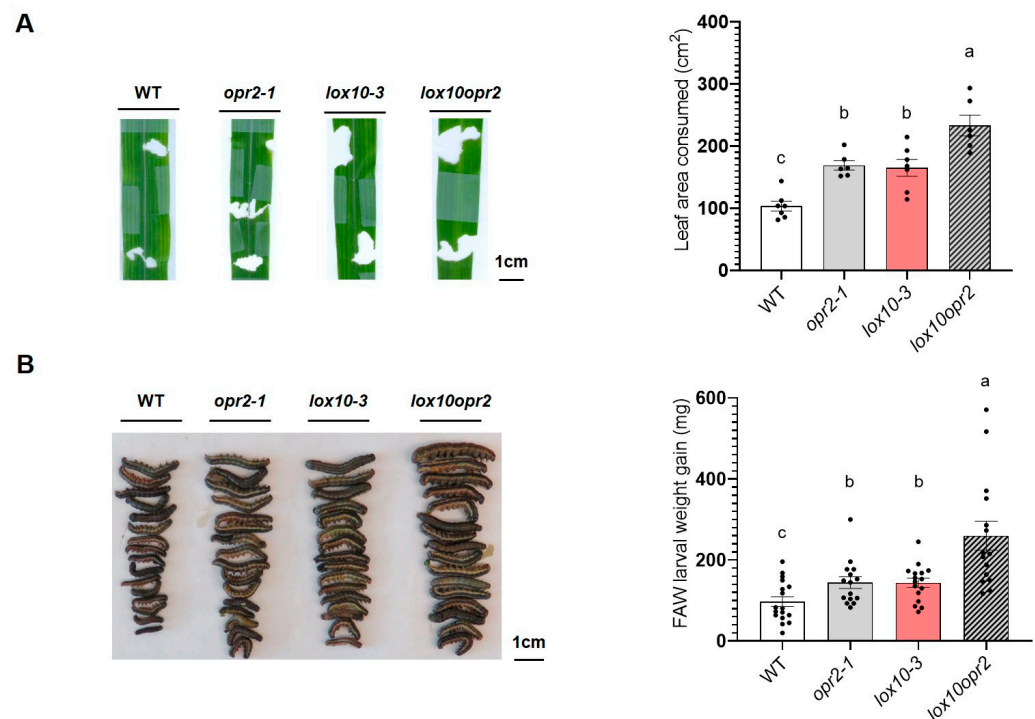 A
WT opr2-1 lox10-3 lox10opr2
1cm
Leaf area consumed (cm²)
400
300
200
100
0
c b b a
WT opr2-1 lox10-3 lox10opr2
B
WT opr2-1 lox10-3 lox10opr2
1cm
FAW larval weight gain (mg)
600
400
200
0
c b b a
WT opr2-1 lox10-3 lox10opr2